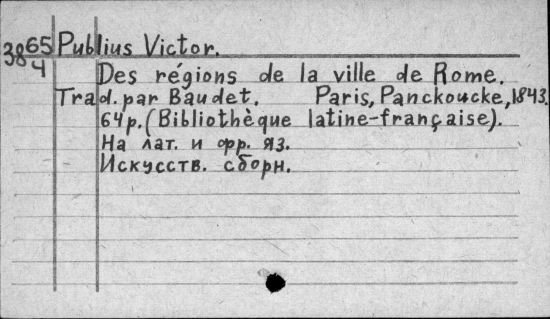 3865 Publius Victor.
4 Des régions de la ville de Rome.
Trad. par Baudet. Paris, Panckoucke, 1843.
64p. (Bibliothèque latine-française).
На лат. и фр. яз.
Искусств. сборн.